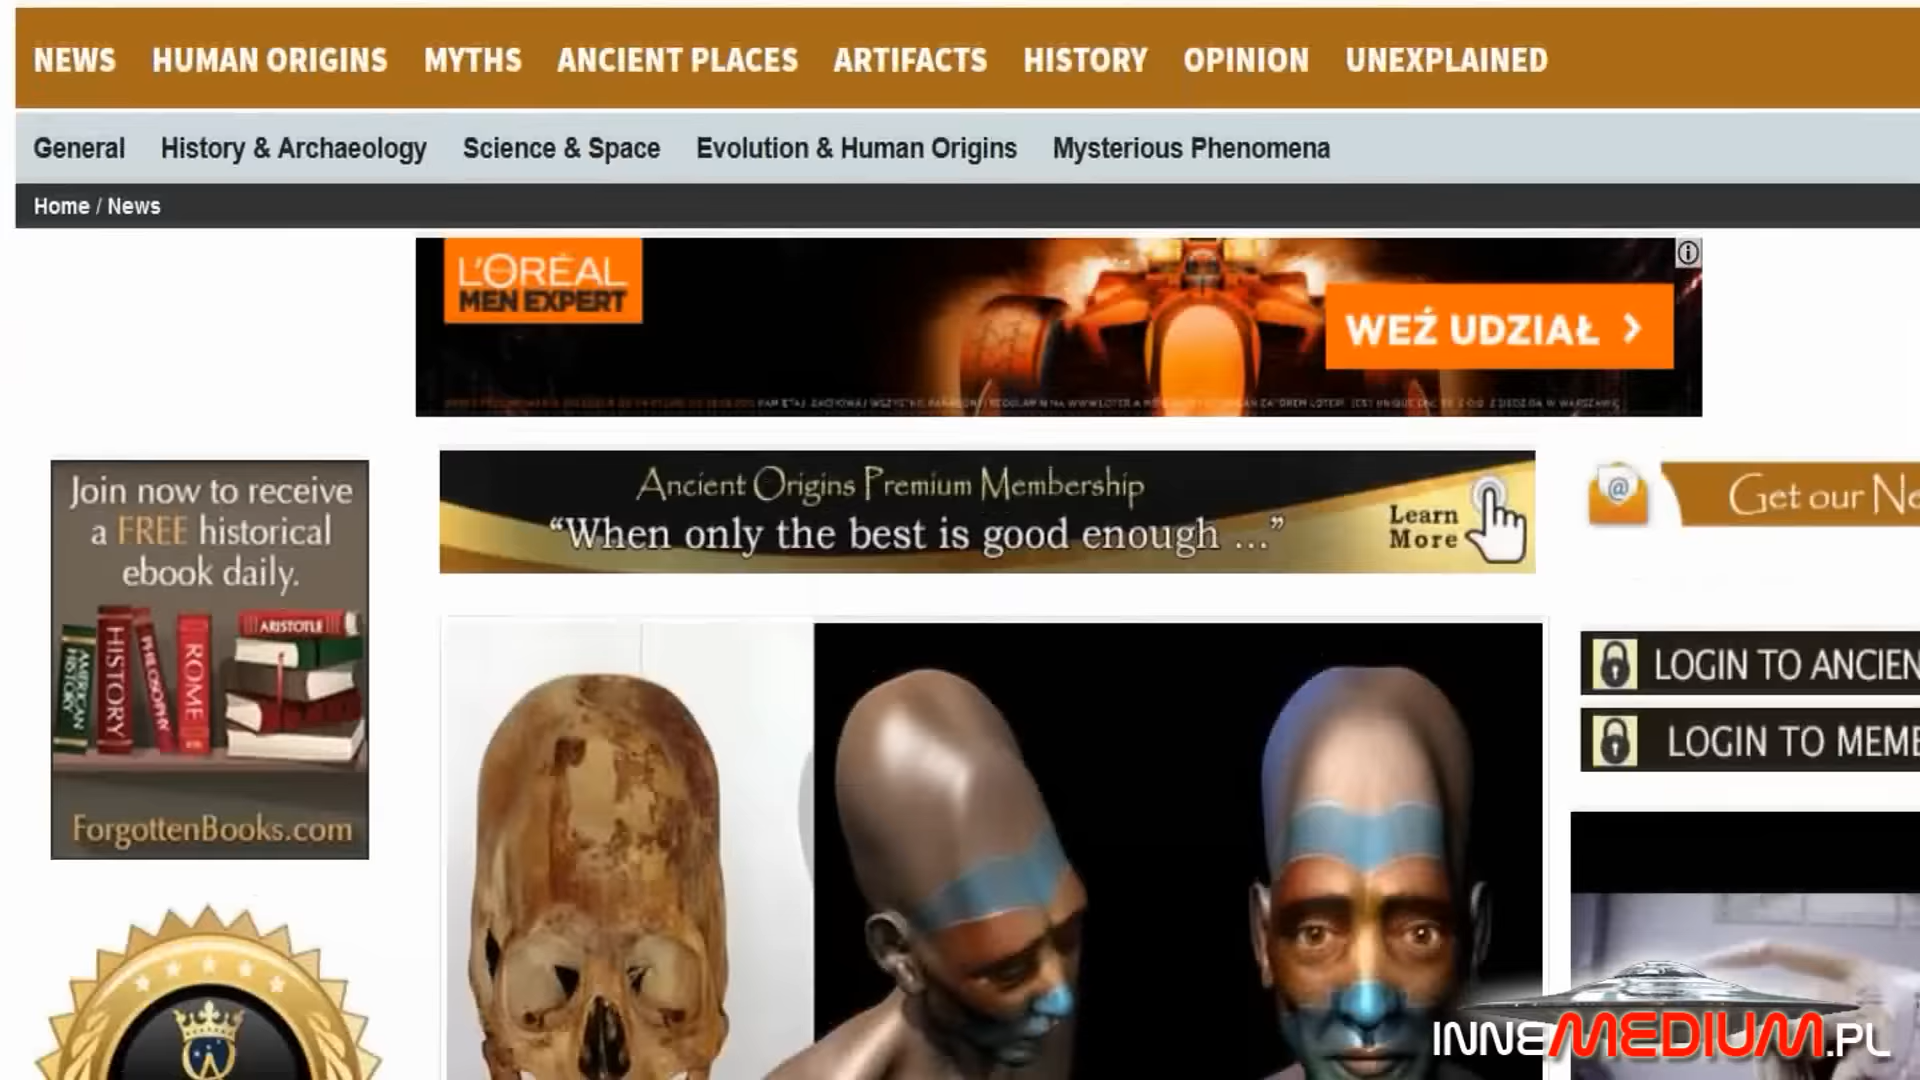 NEWS HUMAN ORIGINS MYTHS ANCIENT PLACES ARTIFACTS HISTORY OPINION UNEXPLAINED
General History & Archaeology Science & Space Evolution & Human Origins Mysterious Phenomena
Home / News
L'ORÉAL
MEN EXPERT
WEŹ UDZIAŁ
Ancient Origins Premium Membership
“When only the best is good enough ...”
Learn
More
Get our Ne
Join now to receive
a FREE historical
ebook daily.
AMERICAN HISTORY
HISTORY
PHILOSOPHY
ROME
ARISTOTLE
ForgottenBooks.com
LOGIN TO ANCIEN
LOGIN TO MEME
INNEMEDIUM.PL